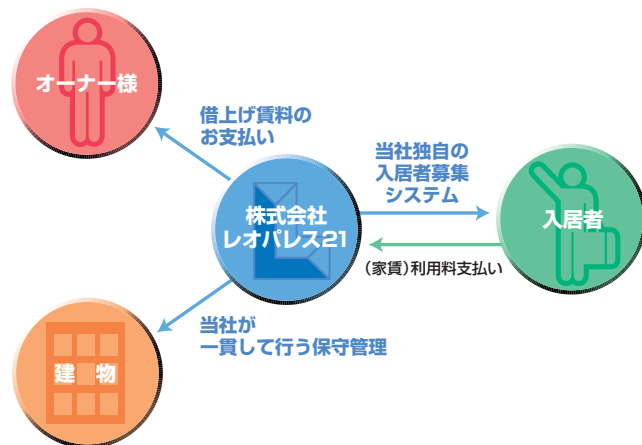 オーナー様
借上げ賃料の
お支払い
当社独自の
入居者募集
システム
株式会社
レオパレス21
入居者
(家賃)利用料支払い
当社が
一貫して行う保守管理
建 物